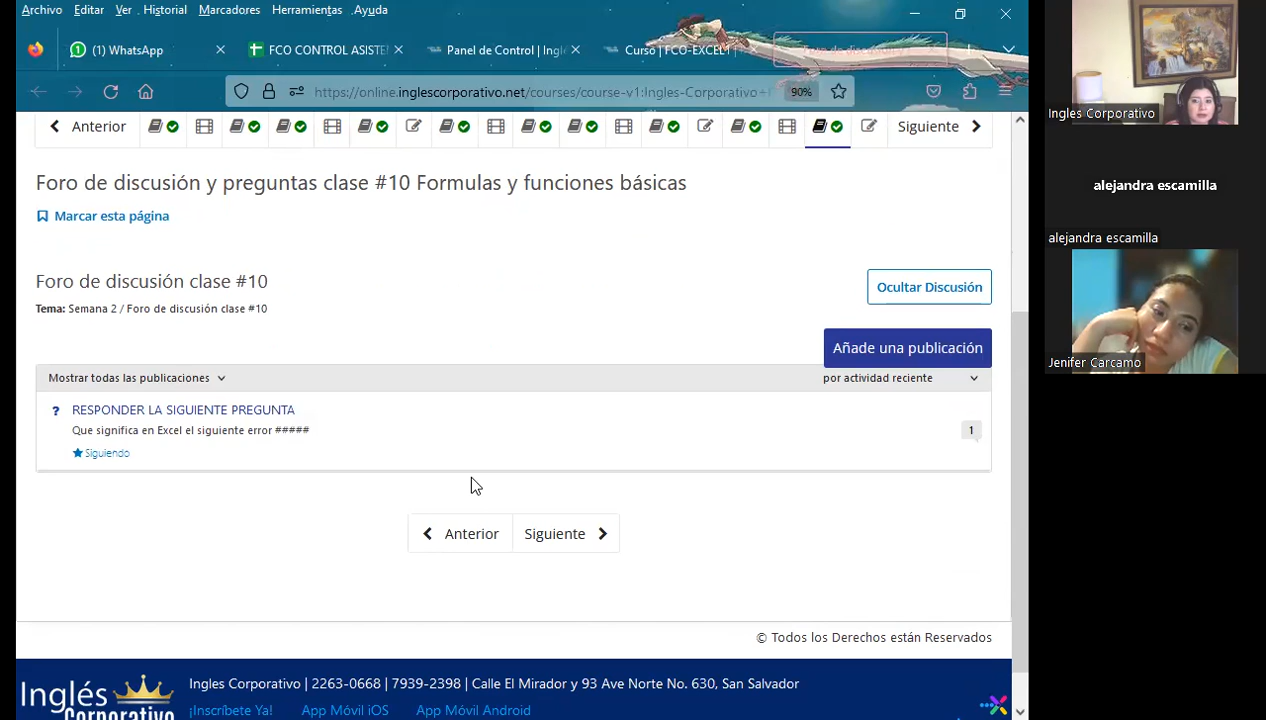 Archivo Editar Ver Historial Marcadores Herramientas Ayuda
(1) WhatsApp
FCO CONTROL ASISTE
Panel de Control | Ingl
Curso | FCO-EXCEL1 |
https://online.inglescorporativo.net/courses/course-v1:Ingles-Corporativo+
90%
Anterior
Siguiente
Foro de discusión y preguntas clase #10 Formulas y funciones básicas
Marcar esta página
Foro de discusión clase #10
Ocultar Discusión
Tema: Semana 2 / Foro de discusión clase #10
Añade una publicación
Mostrar todas las publicaciones
por actividad reciente
? RESPONDER LA SIGUIENTE PREGUNTA
Que significa en Excel el siguiente error #####
1
Siguiendo
Anterior
Siguiente
© Todos los Derechos están Reservados
Inglés Corporativo
Ingles Corporativo | 2263-0668 | 7939-2398 | Calle El Mirador y 93 Ave Norte No. 630, San Salvador
¡Inscríbete Ya! App Móvil iOS App Móvil Android
Ingles Corporativo
alejandra escamilla
alejandra escamilla
Jenifer Carcamo